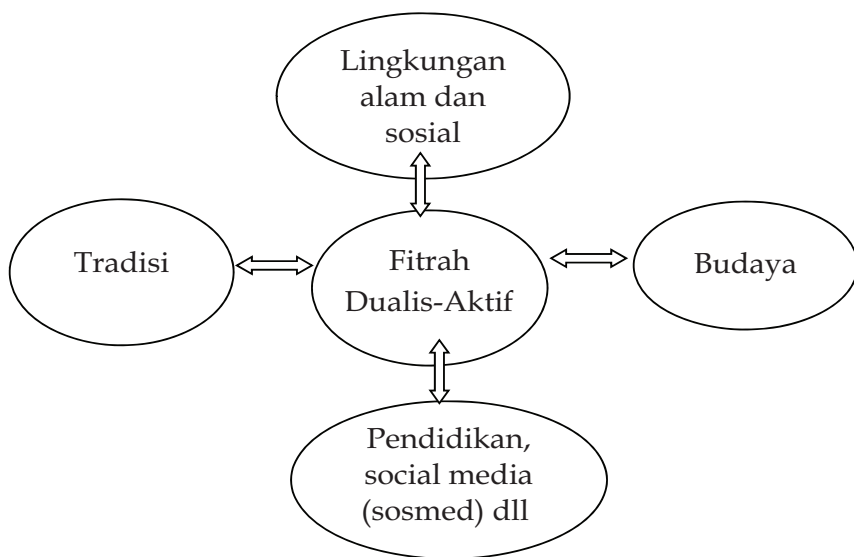 Lingkungan
alam dan
sosial
Tradisi
Fitrah
Dualis-Aktif
Budaya
Pendidikan,
social media
(sosmed) dll